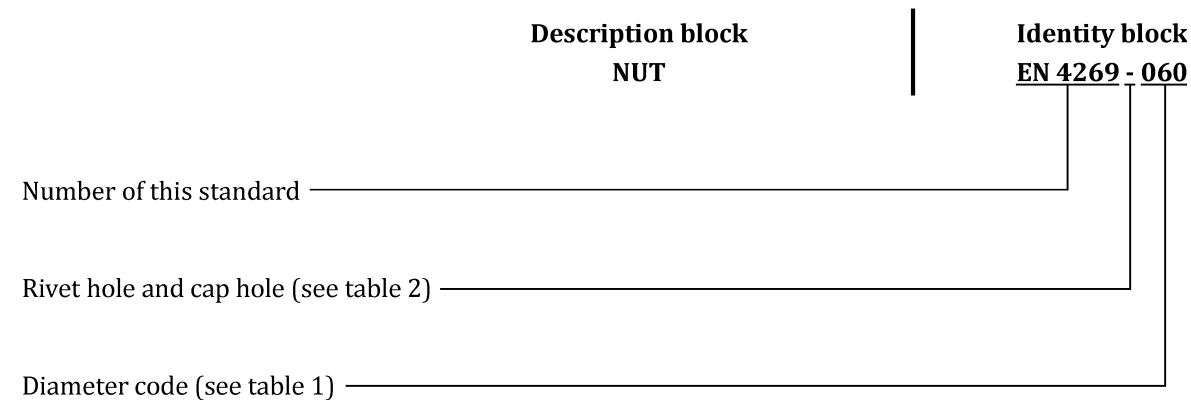 Description block
Identity block
NUT
EN 4269 - 060
Number of this standard
Rivet hole and cap hole (see table 2)
Diameter code (see table 1)